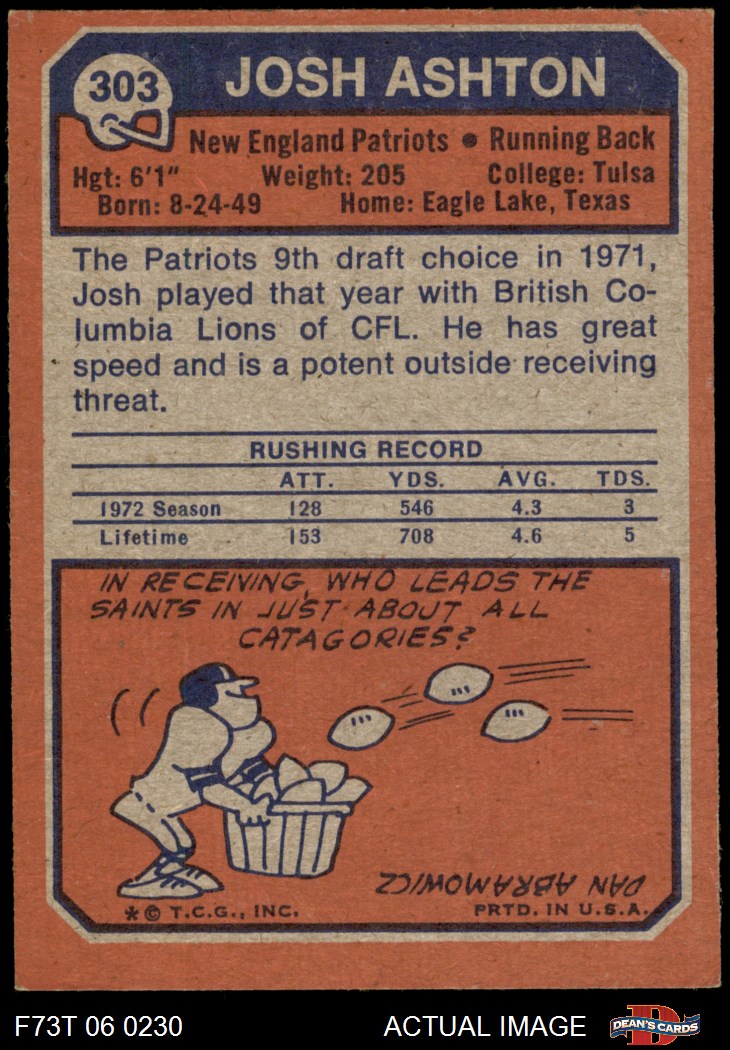 303
JOSH ASHTON
New England Patriots • Running Back
Hgt: 6'1" Weight: 205 College: Tulsa
Born: 8-24-49 Home: Eagle Lake, Texas
The Patriots 9th draft choice in 1971,
Josh played that year with British Co-
lumbia Lions of CFL. He has great
speed and is a potent outside receiving
threat.
RUSHING RECORD
ATT. YDS. AVG. TDS.
1972 Season 128 546 4.3 3
Lifetime 153 708 4.6 5
IN RECEIVING, WHO LEADS THE
SAINTS IN JUST ABOUT ALL
CATAGORIES?
DAN ABRAMOWICZ
* © T.C.G., INC. PRTD. IN U.S.A.
F73T 06 0230 ACTUAL IMAGE D DEAN'S CARDS